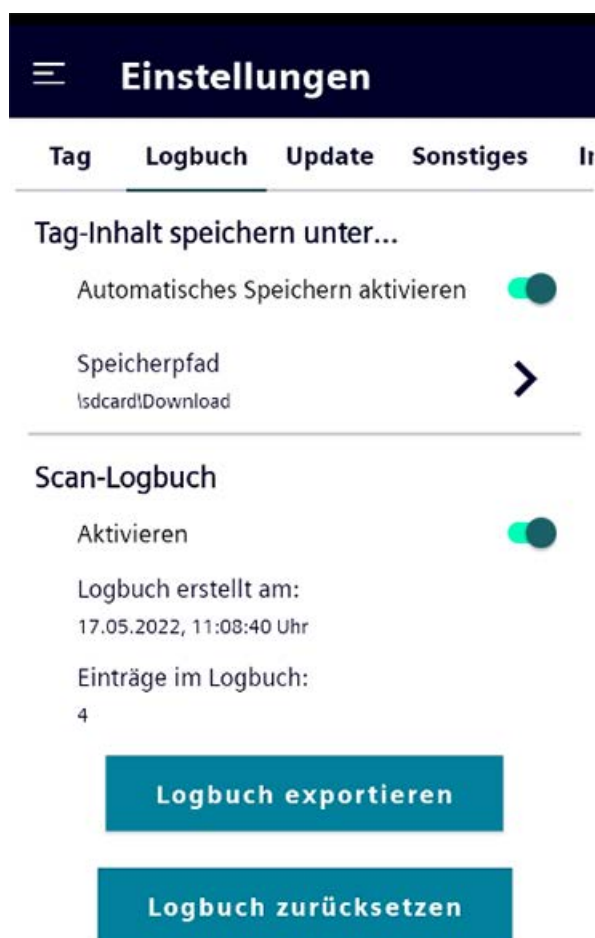 Einstellungen
Tag Logbuch Update Sonstiges
Tag-Inhalt speichern unter...
Automatisches Speichern aktivieren
Speicherpfad
\sdcard\Download
Scan-Logbuch
Aktivieren
Logbuch erstellt am:
17.05.2022, 11:08:40 Uhr
Einträge im Logbuch:
4
Logbuch exportieren
Logbuch zurücksetzen